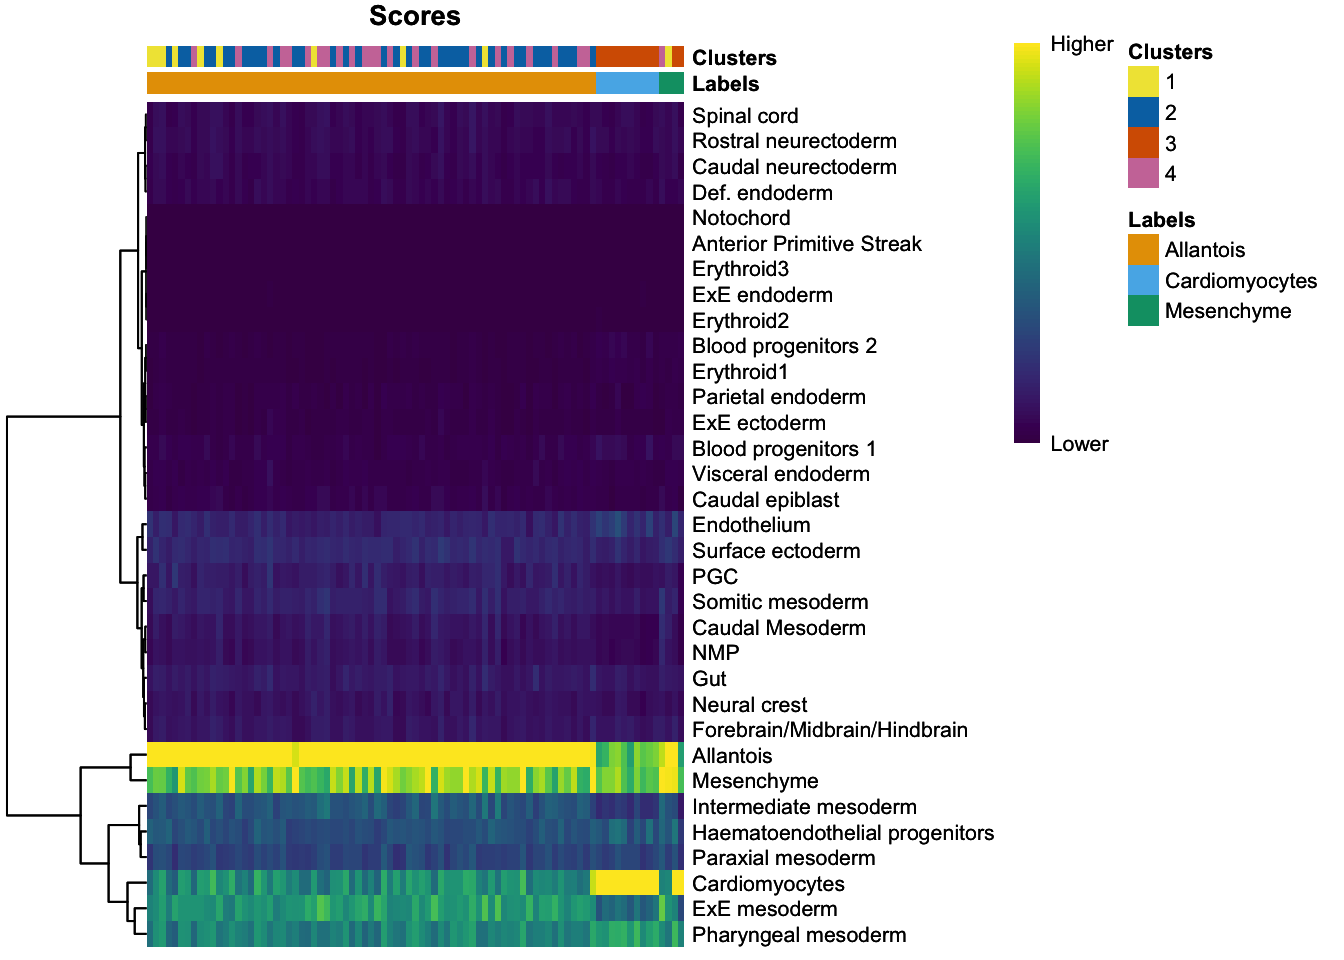 Scores
Clusters
Labels
Spinal cord
Rostral neurectoderm
Caudal neurectoderm
Def. endoderm
Notochord
Anterior Primitive Streak
Erythroid3
ExE endoderm
Erythroid2
Blood progenitors 2
Erythroid1
Parietal endoderm
ExE ectoderm
Blood progenitors 1
Visceral endoderm
Caudal epiblast
Endothelium
Surface ectoderm
PGC
Somitic mesoderm
Caudal Mesoderm
NMP
Gut
Neural crest
Forebrain/Midbrain/Hindbrain
Allantois
Mesenchyme
Intermediate mesoderm
Haematoendothelial progenitors
Paraxial mesoderm
Cardiomyocytes
ExE mesoderm
Pharyngeal mesoderm
Higher
Lower
Clusters
1
2
3
4
Labels
Allantois
Cardiomyocytes
Mesenchyme